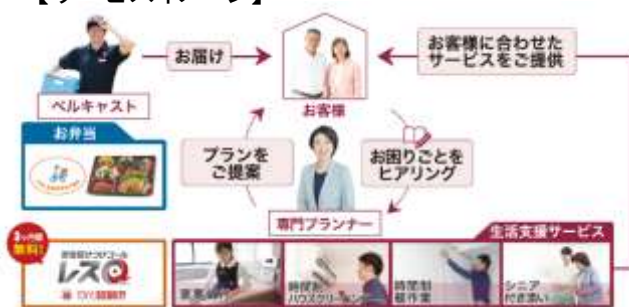 【サービスイメージ】
お届け
お客様に合わせた
サービスをご提供
ベルキャスト
お客様
お弁当
プランを
ご提案
お困りごとを
ヒアリング
専門プランナー
生活支援サービス
無料!
レスQ
家事
時間制
ハウスクリーニング
時間制
軽作業
シニア
付き添い